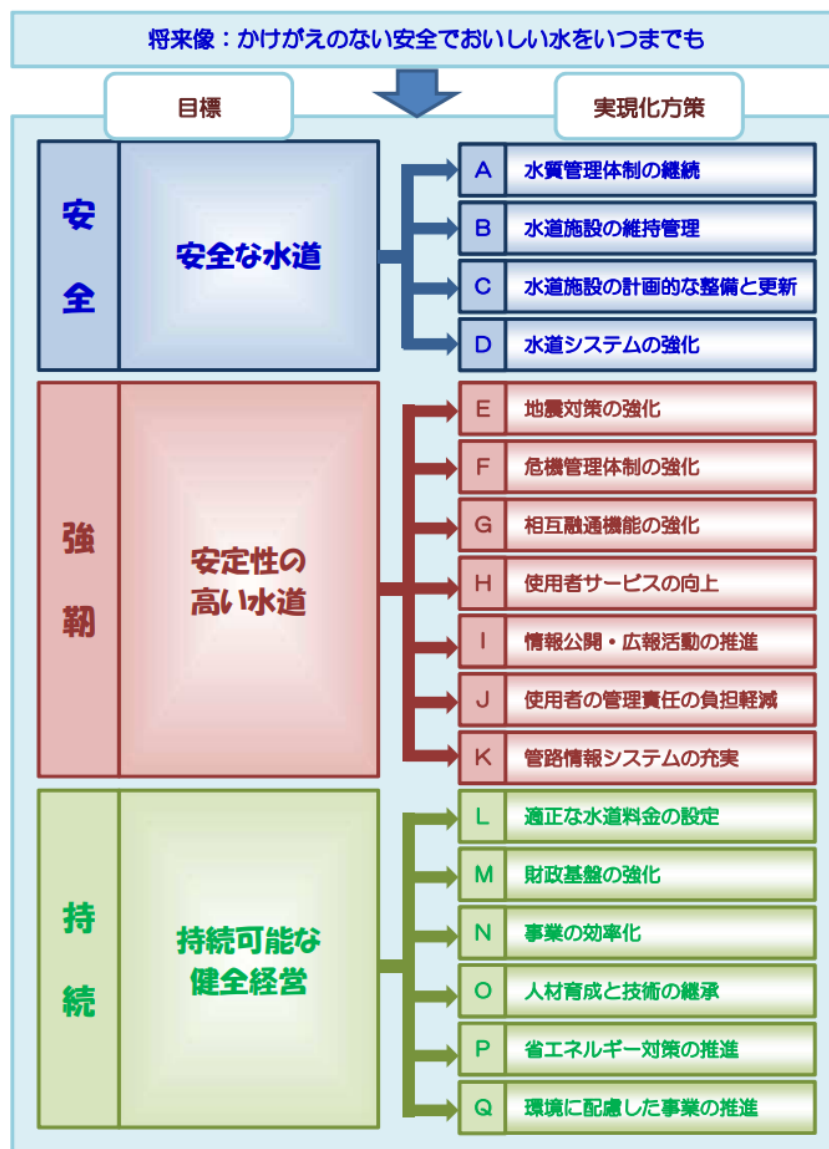 将来像：かけがえのない安全でおいしい水をいつまでも
目標
実現化方策
安全
安全な水道
A 水質管理体制の継続
B 水道施設の維持管理
C 水道施設の計画的な整備と更新
D 水道システムの強化
強靭
安定性の
高い水道
E 地震対策の強化
F 危機管理体制の強化
G 相互融通機能の強化
H 使用者サービスの向上
I 情報公開・広報活動の推進
J 使用者の管理責任の負担軽減
K 管路情報システムの充実
持続
持続可能な
健全経営
L 適正な水道料金の設定
M 財政基盤の強化
N 事業の効率化
O 人材育成と技術の継承
P 省エネルギー対策の推進
Q 環境に配慮した事業の推進